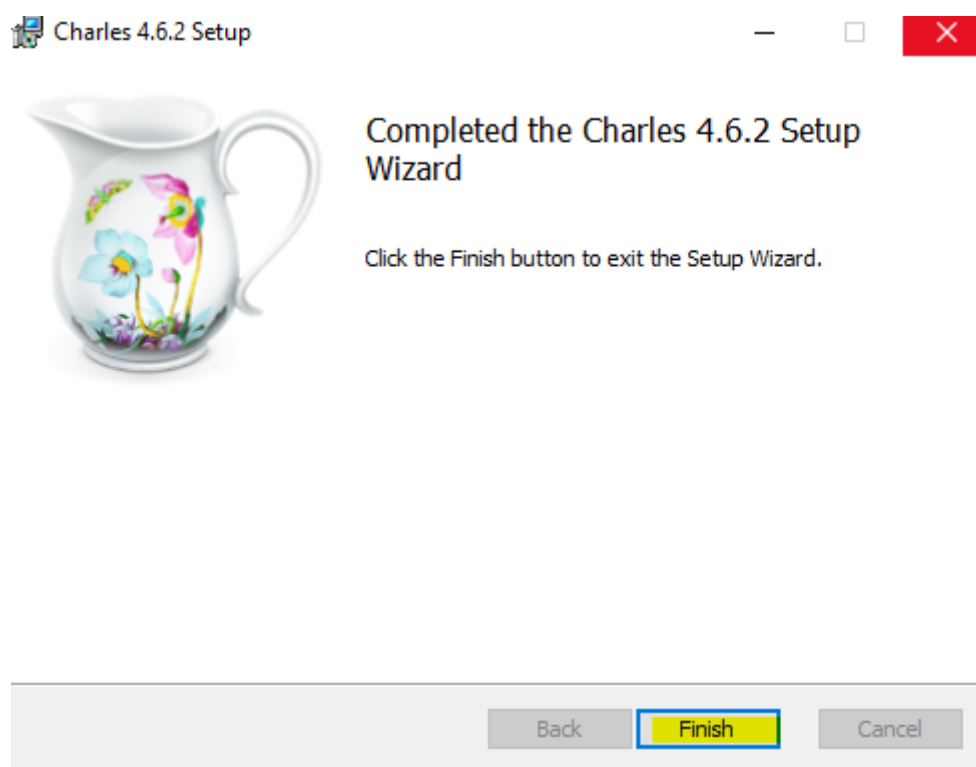 Charles 4.6.2 Setup
Completed the Charles 4.6.2 Setup
Wizard
Click the Finish button to exit the Setup Wizard.
Back Finish Cancel